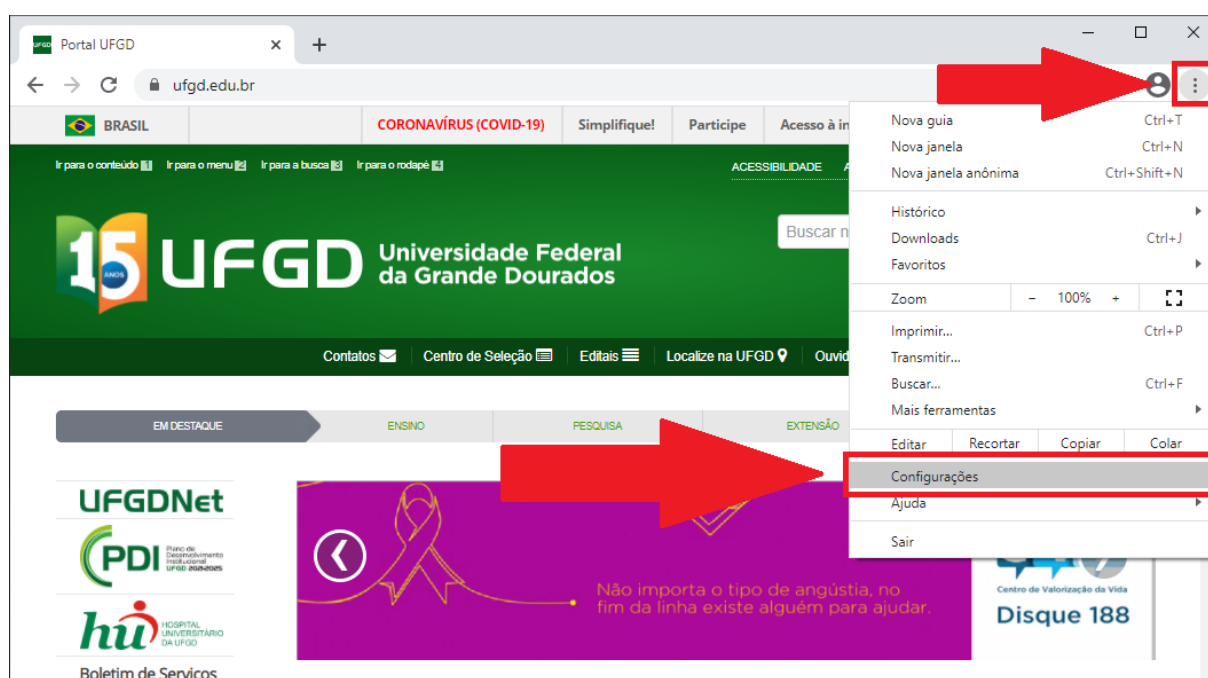 Portal UFGD
ufgd.edu.br
BRASIL
CORONAVÍRUS (COVID-19)
Simplifique!
Participe
Acesso à in
Ir para o conteúdo 1
Ir para o menu 2
Ir para a busca 3
Ir para o rodapé 4
ACESSIBILIDADE
A
15 ANOS
UFGD
Universidade Federal
da Grande Dourados
Buscar n
Contatos
Centro de Seleção
Editais
Localize na UFGD
Ouvid
EM DESTAQUE
ENSINO
PESQUISA
EXTENSÃO
UFGDNet
PDI
Plano de
Desenvolvimento
Institucional
UFGD 2021-2025
hu
HOSPITAL
UNIVERSITÁRIO
DA UFGD
Boletim de Serviços
Não importa o tipo de angústia, no
fim da linha existe alguém para ajudar.
Centro de Valorização da Vida
Disque 188
Nova guia Ctrl+T
Nova janela Ctrl+N
Nova janela anônima Ctrl+Shift+N
Histórico
Downloads Ctrl+J
Favoritos
Zoom - 100% +
Imprimir... Ctrl+P
Transmitir...
Buscar... Ctrl+F
Mais ferramentas
Editar Recortar Copiar Colar
Configurações
Ajuda
Sair